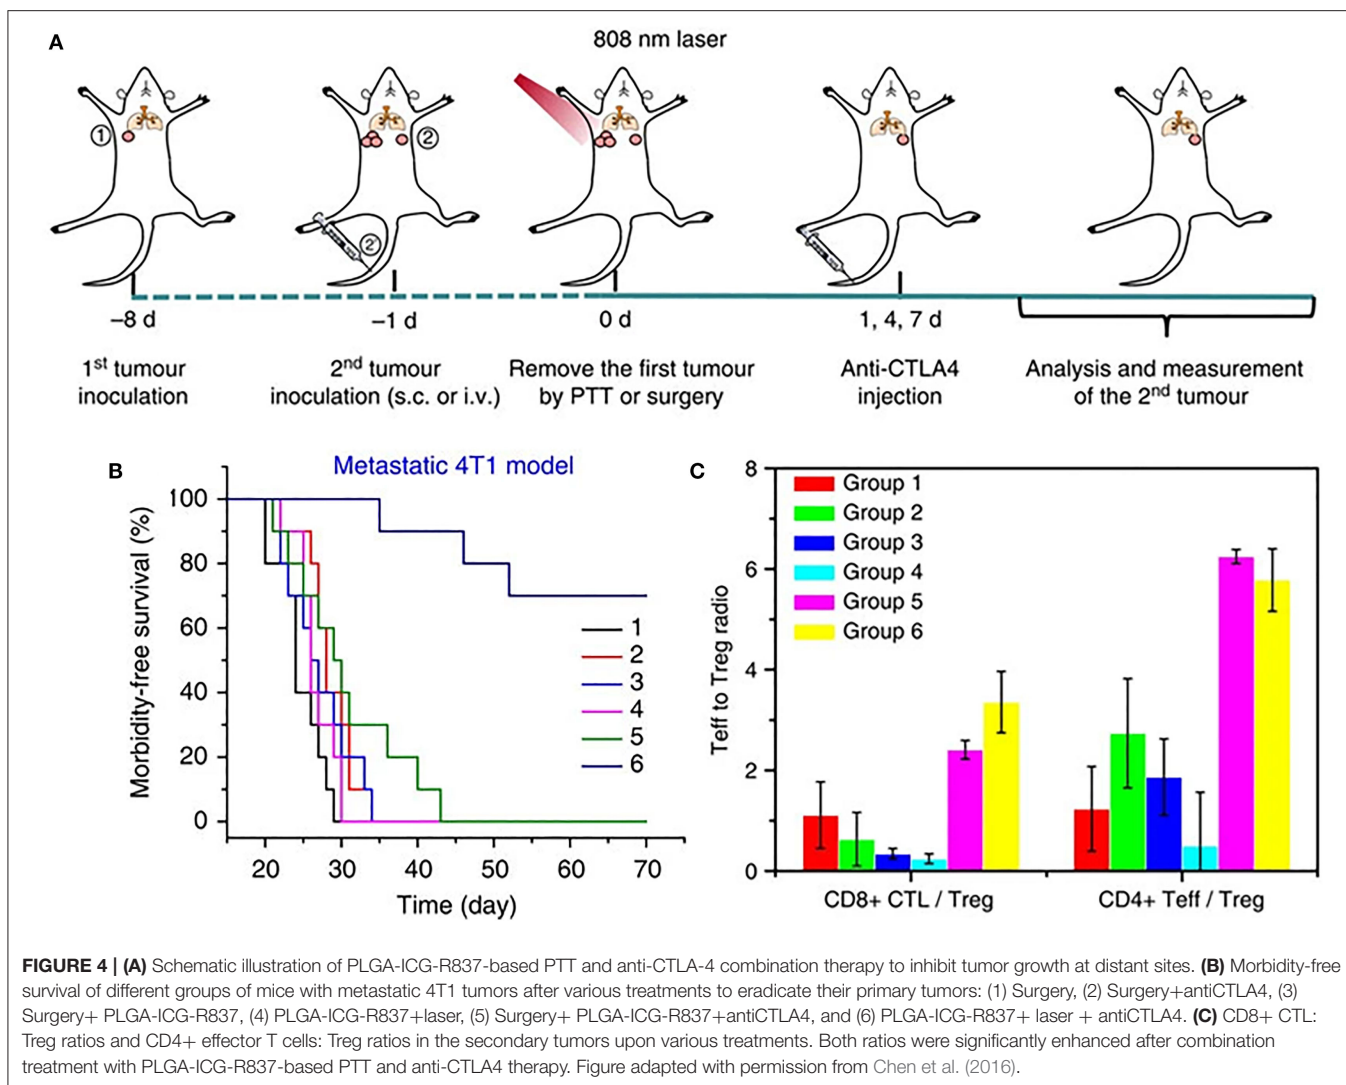 A
808 nm laser
①
②
②
–8 d
–1 d
0 d
1, 4, 7 d
1st tumour
inoculation
2nd tumour
inoculation (s.c. or i.v.)
Remove the first tumour
by PTT or surgery
Anti-CTLA4
injection
Analysis and measurement
of the 2nd tumour
B
Metastatic 4T1 model
Morbidity-free survival (%)
100
80
60
40
20
0
1
2
3
4
5
6
20 30 40 50 60 70
Time (day)
C
Teff to Treg radio
8
6
4
2
0
Group 1
Group 2
Group 3
Group 4
Group 5
Group 6
CD8+ CTL / Treg
CD4+ Teff / Treg
FIGURE 4 | (A) Schematic illustration of PLGA-ICG-R837-based PTT and anti-CTLA-4 combination therapy to inhibit tumor growth at distant sites. (B) Morbidity-free
survival of different groups of mice with metastatic 4T1 tumors after various treatments to eradicate their primary tumors: (1) Surgery, (2) Surgery+antiCTLA4, (3)
Surgery+ PLGA-ICG-R837, (4) PLGA-ICG-R837+laser, (5) Surgery+ PLGA-ICG-R837+antiCTLA4, and (6) PLGA-ICG-R837+ laser + antiCTLA4. (C) CD8+ CTL:
Treg ratios and CD4+ effector T cells: Treg ratios in the secondary tumors upon various treatments. Both ratios were significantly enhanced after combination
treatment with PLGA-ICG-R837-based PTT and anti-CTLA4 therapy. Figure adapted with permission from Chen et al. (2016).